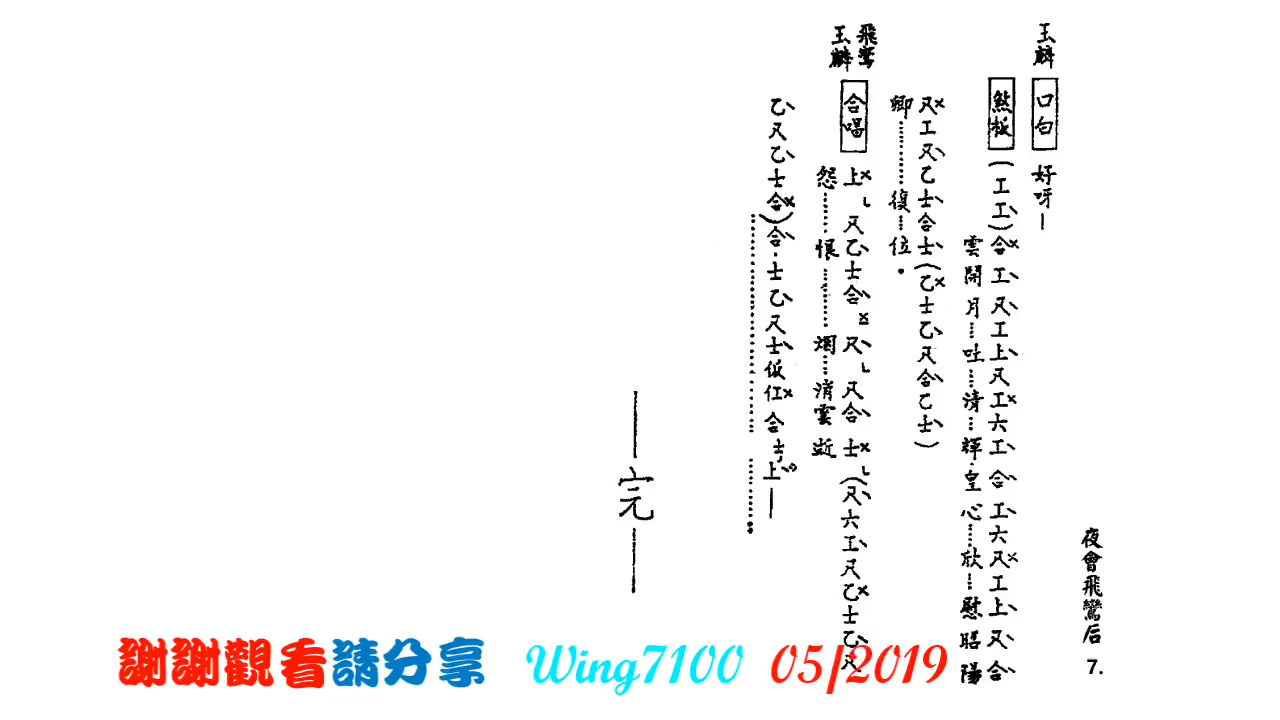 夜會飛鸞后 7.
玉麟 口白 好呀—
煞板 (工工)合工尺工上尺工六工合工六尺工上尺合
雲開月…吐…清…輝.皇心…欣…慰昭陽
尺工尺乙士合士(乙士乙尺合乙士)
卿…復…位。
飛鸞
玉麟 合唱 上尺乙士合尺尺合士(尺六工尺乙士乙尺
怨…恨…烟…消雲逝
乙尺乙士合)合.士乙尺士伬仜合士上—
—完—
謝謝觀看請分享 Wing7100 05/2019